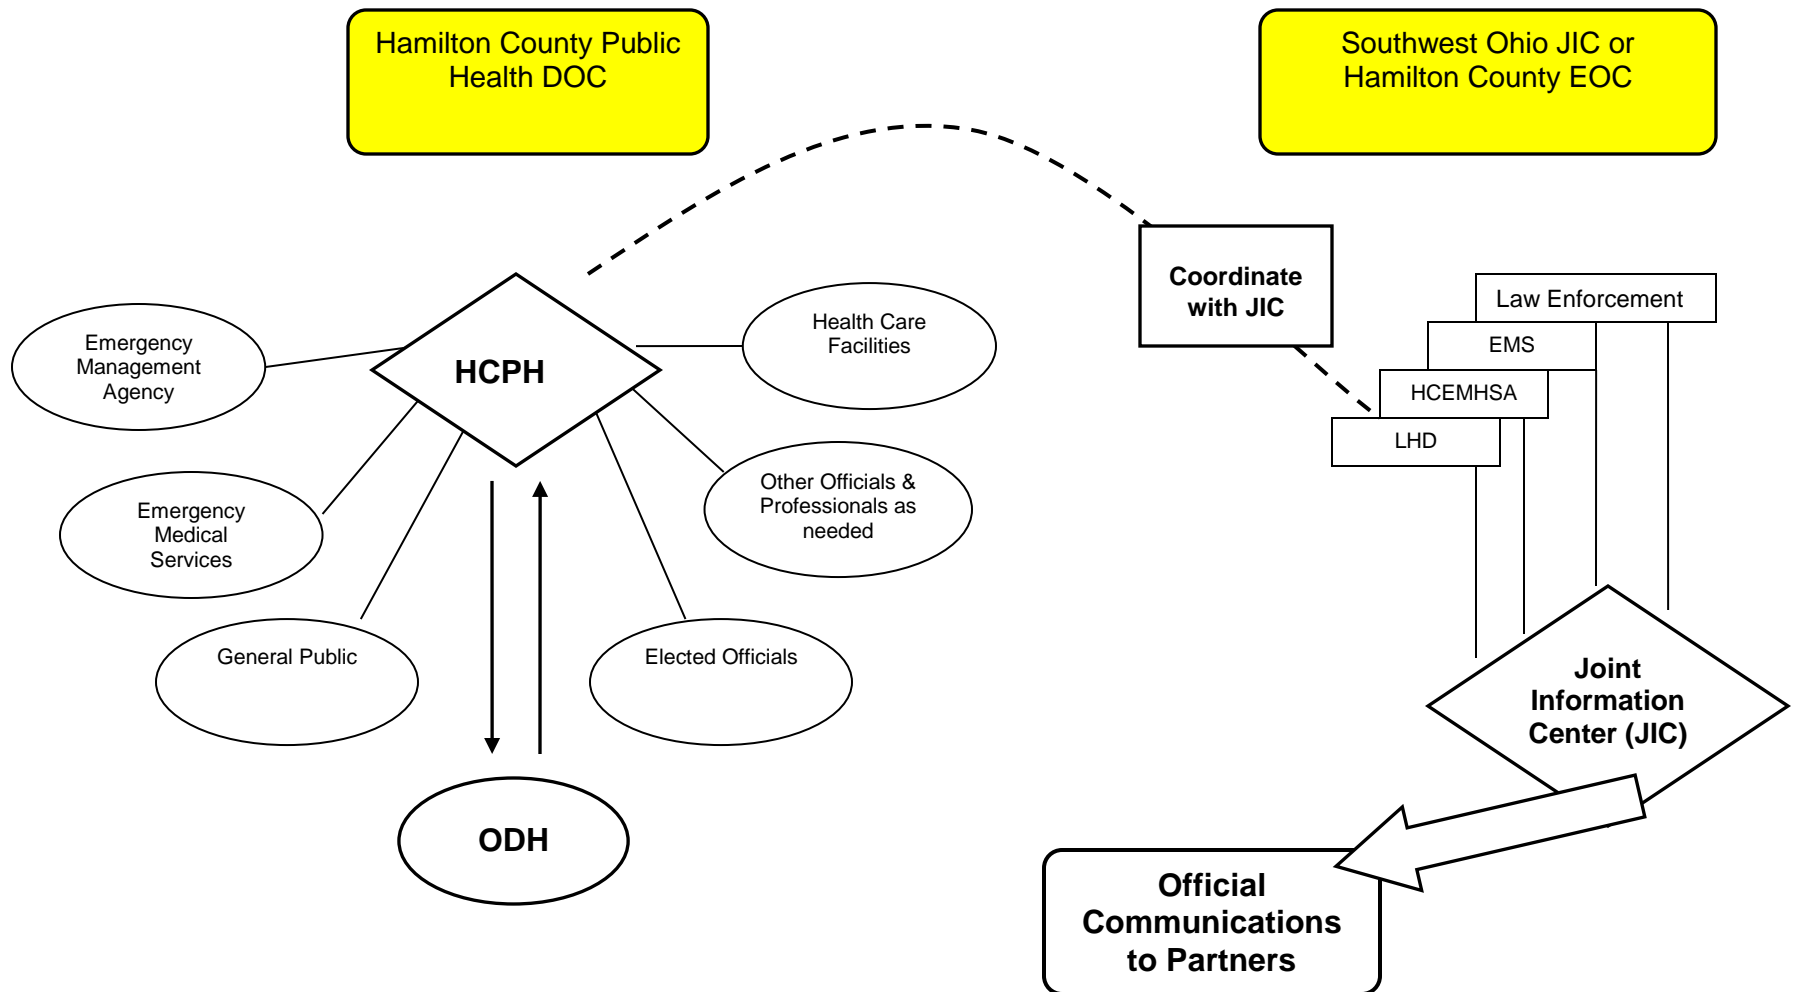 Hamilton County Public
Health DOC
Southwest Ohio JIC or
Hamilton County EOC
Coordinate
with JIC
Law Enforcement
EMS
HCEMHSA
LHD
Emergency
Management
Agency
HCPH
Health Care
Facilities
Emergency
Medical
Services
Other Officials &
Professionals as
needed
General Public
Elected Officials
ODH
Joint
Information
Center (JIC)
Official
Communications
to Partners